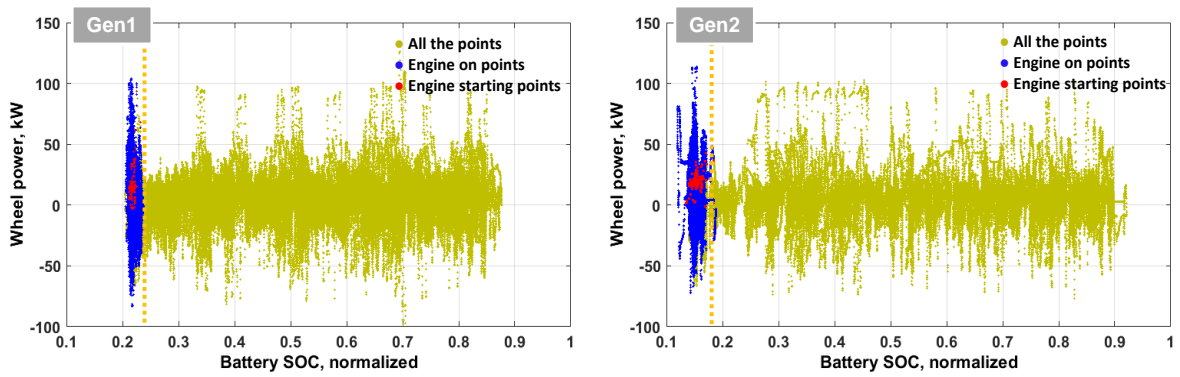 Gen1
150
100
50
0
-50
-100
0.1 0.2 0.3 0.4 0.5 0.6 0.7 0.8 0.9 1
Wheel power, kW
Battery SOC, normalized
All the points
Engine on points
Engine starting points
Gen2
150
100
50
0
-50
-100
0.1 0.2 0.3 0.4 0.5 0.6 0.7 0.8 0.9 1
Wheel power, kW
Battery SOC, normalized
All the points
Engine on points
Engine starting points